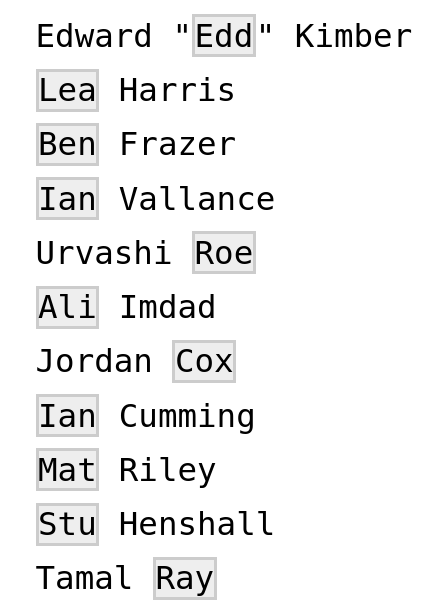 Edward "Edd" Kimber
Lea Harris
Ben Frazer
Ian Vallance
Urvashi Roe
Ali Imdad
Jordan Cox
Ian Cumming
Mat Riley
Stu Henshall
Tamal Ray